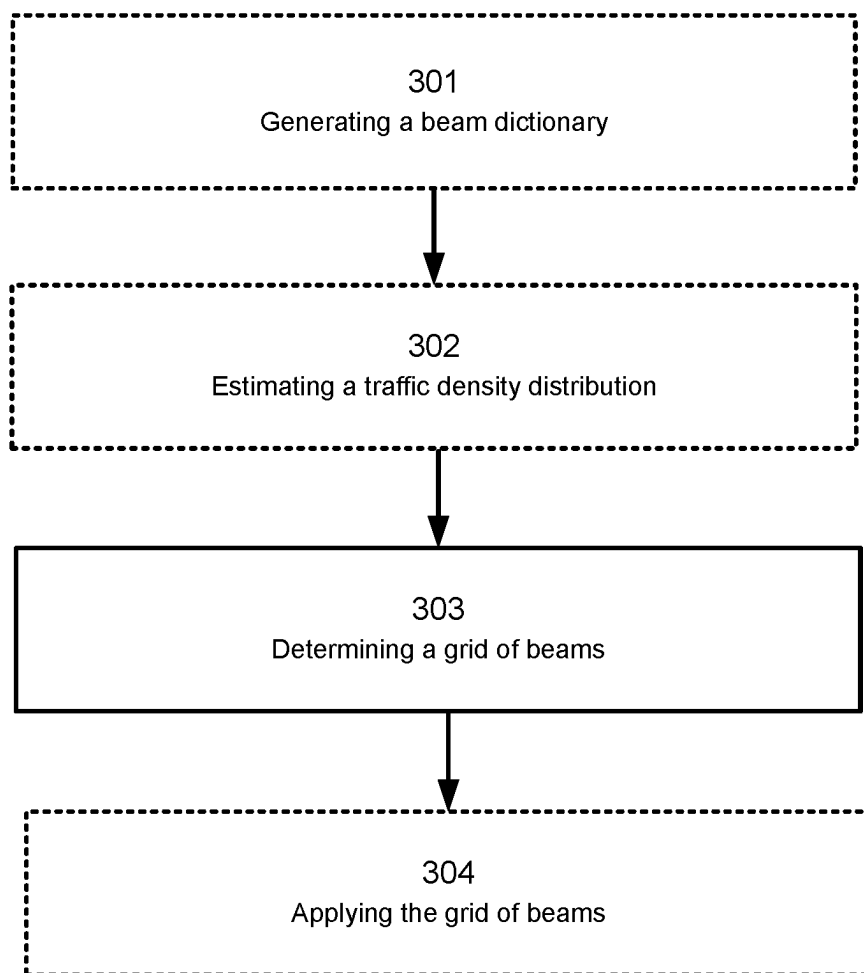 301
Generating a beam dictionary
302
Estimating a traffic density distribution
303
Determining a grid of beams
304
Applying the grid of beams